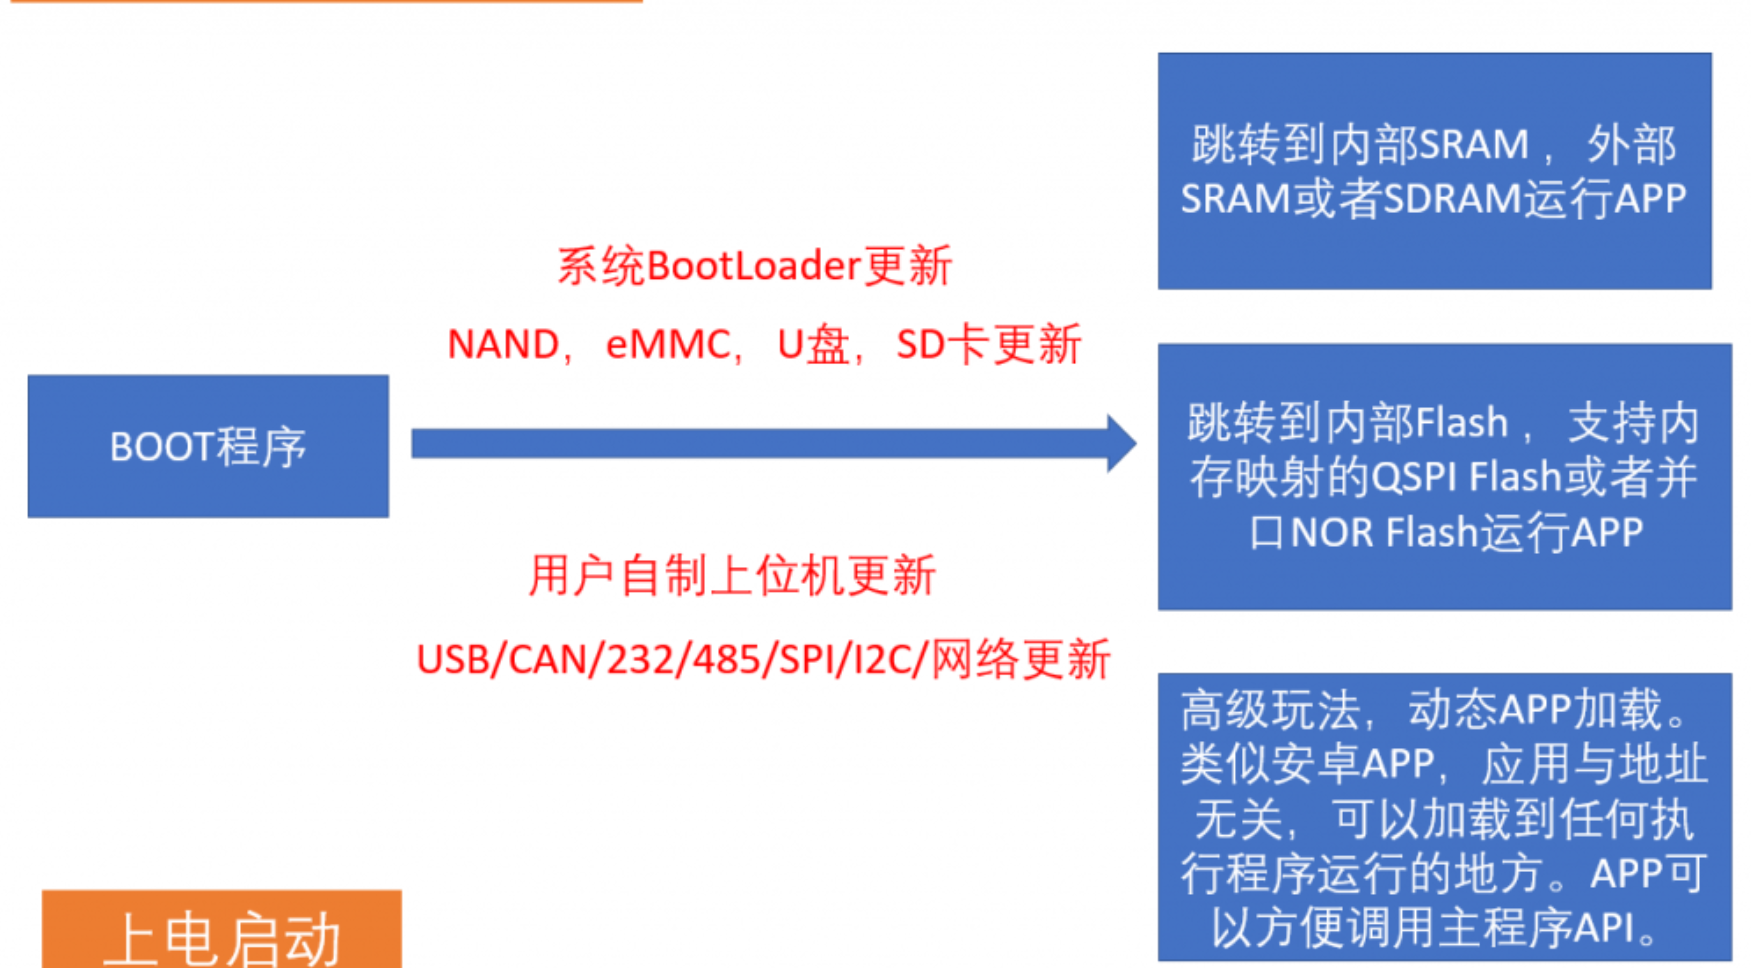 跳转到内部SRAM，外部
SRAM或者SDRAM运行APP
系统BootLoader更新
NAND，eMMC，U盘，SD卡更新
BOOT程序
跳转到内部Flash，支持内
存映射的QSPI Flash或者并
口NOR Flash运行APP
用户自制上位机更新
USB/CAN/232/485/SPI/I2C/网络更新
高级玩法，动态APP加载。
类似安卓APP，应用与地址
无关，可以加载到任何执
行程序运行的地方。APP可
以方便调用主程序API。
上电启动